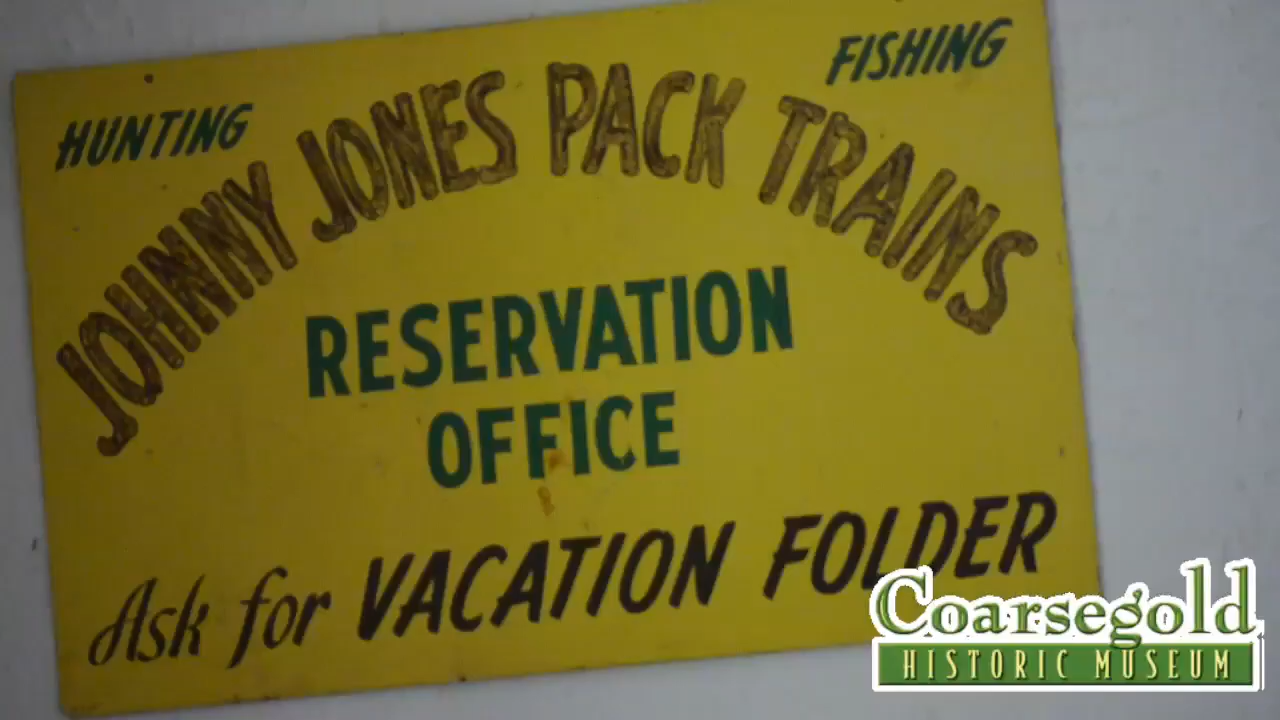 HUNTING
FISHING
JOHNNY JONES PACK TRAINS
RESERVATION
OFFICE
Ask for VACATION FOLDER
Coarsegold
HISTORIC MUSEUM